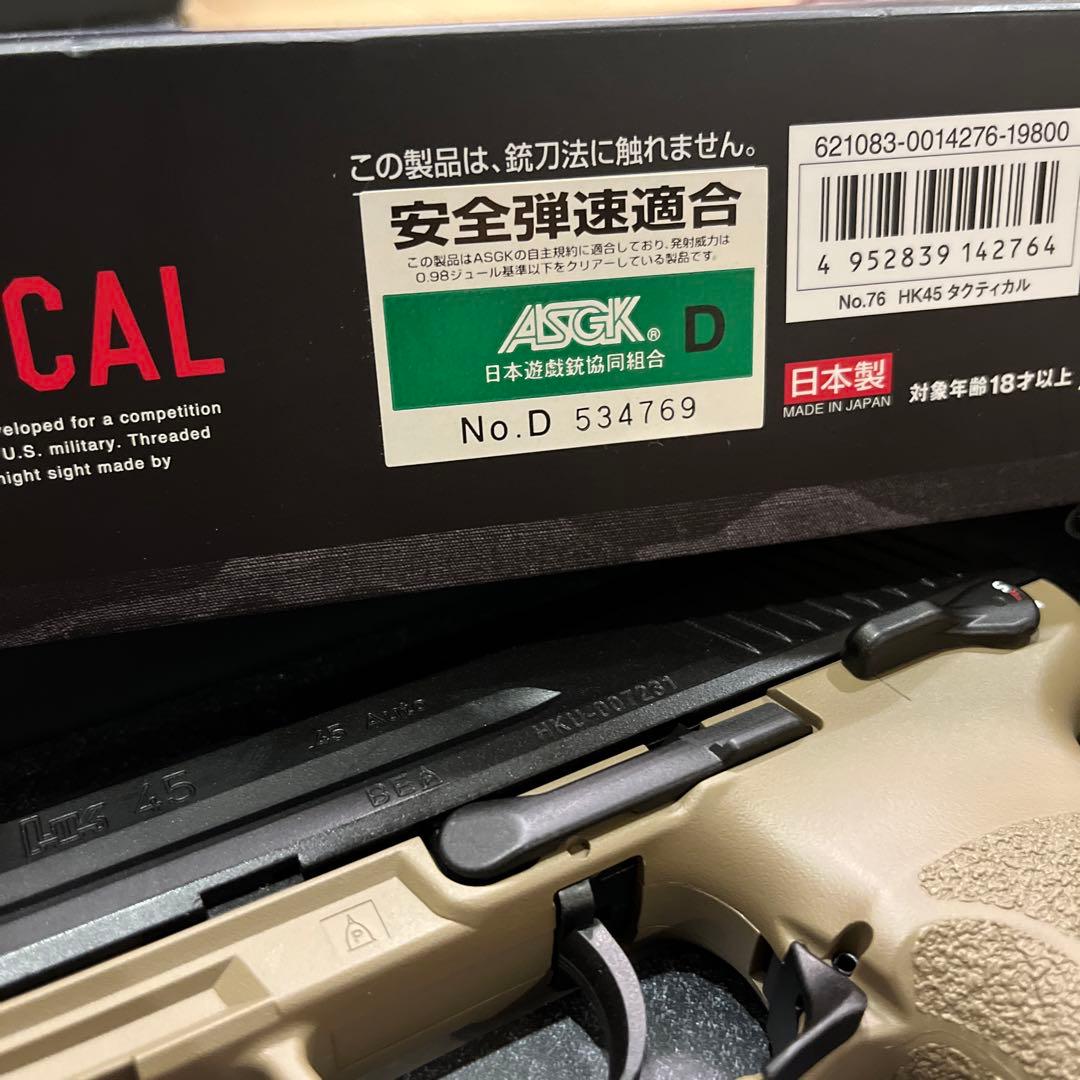 この製品は、銃刀法に触れません。
安全弾速適合
この製品はASGKの自主規約に適合しており、発射威力は
0.98ジュール基準以下をクリアーしている製品です。
ASGK® D
日本遊戯銃協同組合
No.D 534769
621083-0014276-19800
4 952839 142764
No.76 HK45 タクティカル
日本製
MADE IN JAPAN
対象年齢18才以上
CAL
eloped for a competition
U.S. military. Threaded
night sight made by
HK 45
.45 Auto
HKU-007231
BEA
P